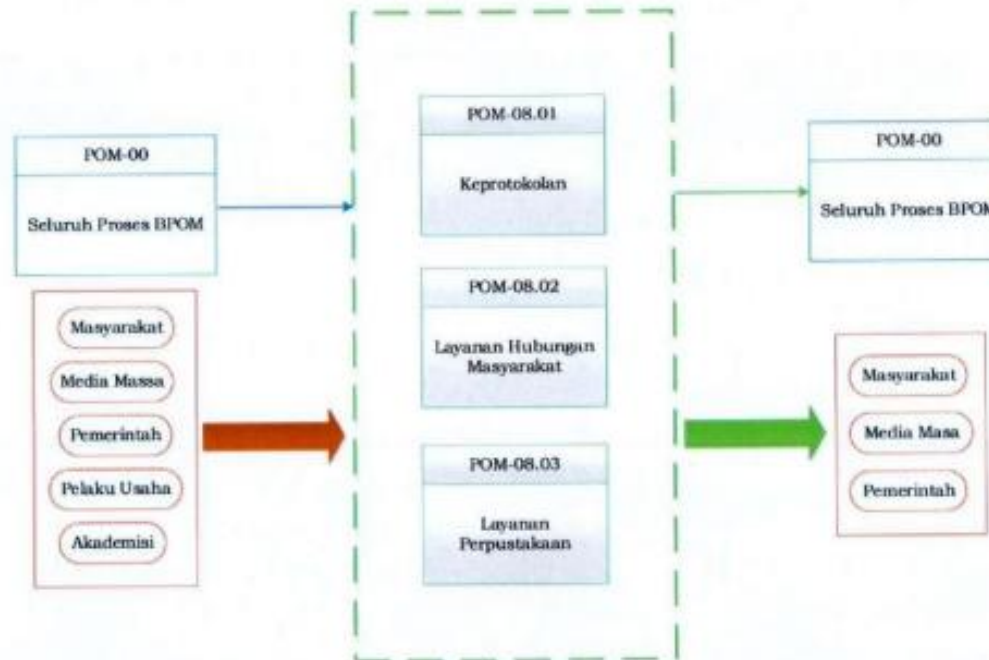 POM-00
Seluruh Proses BPOM
Masyarakat
Media Massa
Pemerintah
Pelaku Usaha
Akademisi
POM-08.01
Keprotokolan
POM-08.02
Layanan Hubungan
Masyarakat
POM-08.03
Layanan
Perpustakaan
POM-00
Seluruh Proses BPOM
Masyarakat
Media Masa
Pemerintah